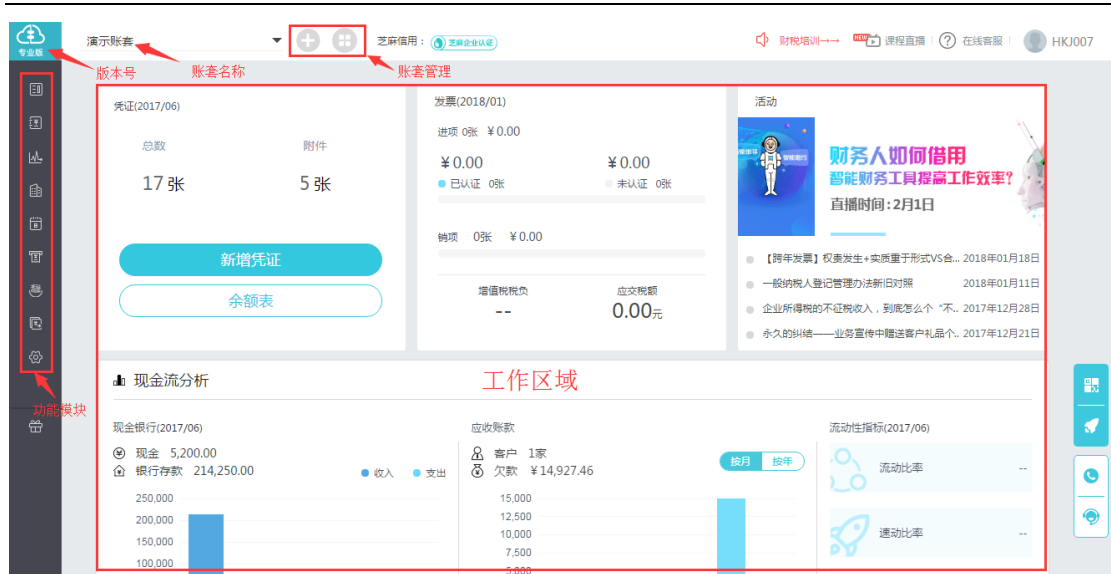 专业版
演示账套
芝麻信用：
芝麻企业认证
财税培训→→
NEW
课程直播
在线客服
HKJ007
版本号
账套名称
账套管理
凭证(2017/06)
总数
附件
17 张
5 张
新增凭证
余额表
发票(2018/01)
进项 0张 ￥0.00
￥0.00
￥0.00
已认证 0张
未认证 0张
销项 0张 ￥0.00
增值税税负
应交税额
--
0.00元
活动
财务人如何借用
智能财务工具提高工作效率?
直播时间:2月1日
【跨年发票】权责发生+实质重于形式VS合... 2018年01月18日
一般纳税人登记管理办法新旧对照 2018年01月11日
企业所得税的不征税收入，到底怎么个“不.. 2017年12月28日
永久的纠结——业务宣传中赠送客户礼品个.. 2017年12月21日
功能模块
现金流分析
工作区域
现金银行(2017/06)
现金 5,200.00
银行存款 214,250.00
收入
支出
250,000
200,000
150,000
100,000
应收账款
客户 1家
欠款 ￥14,927.46
按月
按年
15,000
12,500
10,000
7,500
5,000
流动性指标(2017/06)
流动比率 --
速动比率 --